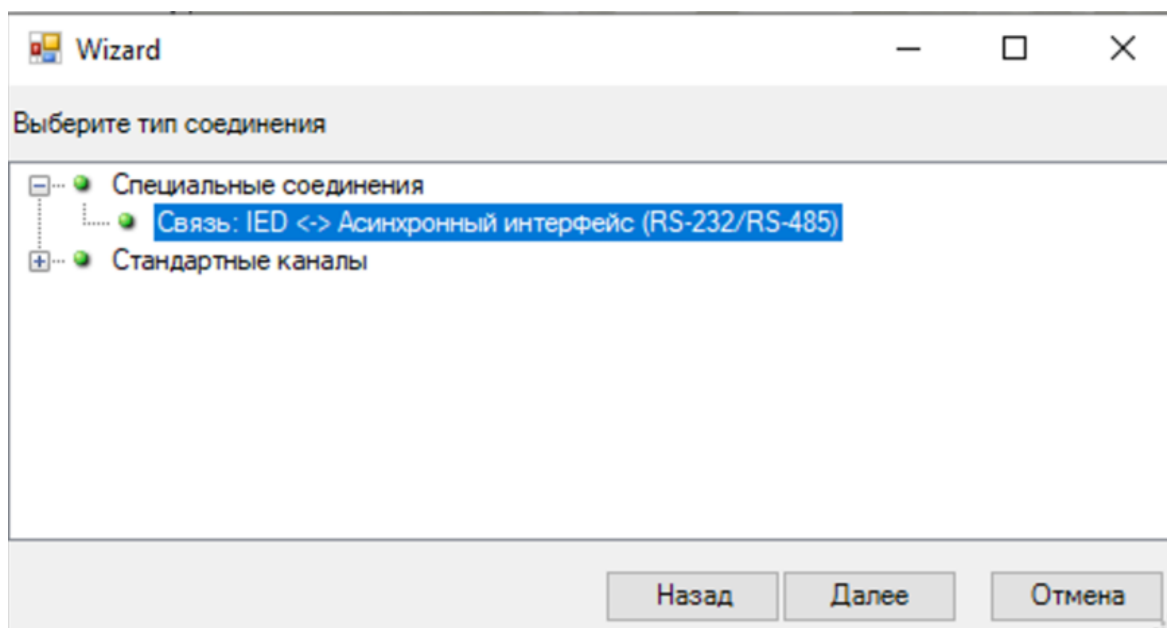 Wizard
Выберите тип соединения
Специальные соединения
Связь: IED <-> Асинхронный интерфейс (RS-232/RS-485)
Стандартные каналы
Назад Далее Отмена